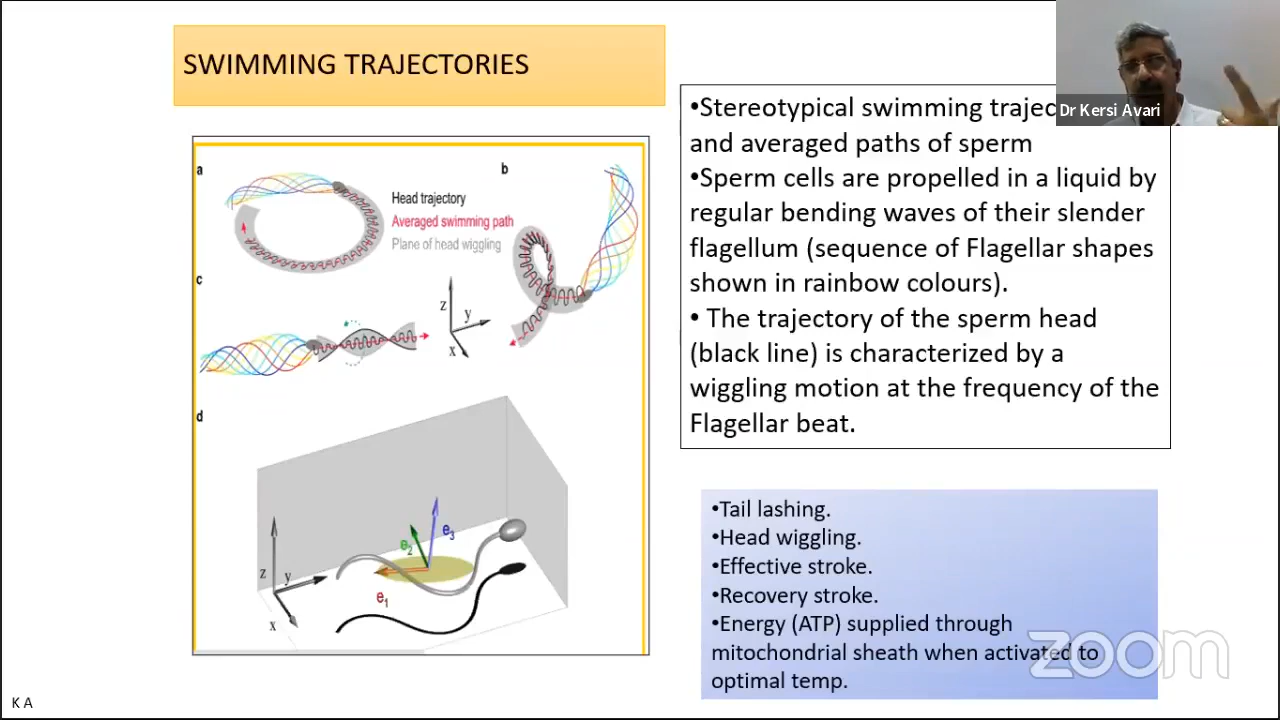 SWIMMING TRAJECTORIES
a
b
Head trajectory
Averaged swimming path
Plane of head wiggling
c
z
y
x
d
e2
e3
e1
z
y
x
•Stereotypical swimming
and averaged paths of sperm
•Sperm cells are propelled in a liquid by
regular bending waves of their slender
flagellum (sequence of Flagellar shapes
shown in rainbow colours).
• The trajectory of the sperm head
(black line) is characterized by a
wiggling motion at the frequency of the
Flagellar beat.
Dr Kersi Avari
•Tail lashing.
•Head wiggling.
•Effective stroke.
•Recovery stroke.
•Energy (ATP) supplied through
mitochondrial sheath when activated to
optimal temp.
zoom
K A